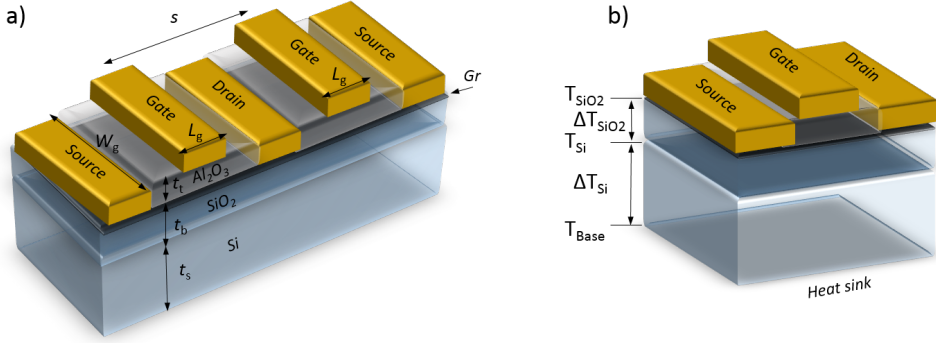 a)
s
Gate
Source
Lg
Gr
Gate
Drain
Lg
Wg
Source
tt
Al2O3
SiO2
tb
Si
ts
b)
Gate
Drain
Source
TSiO2
ΔTSiO2
TSi
ΔTSi
TBase
Heat sink